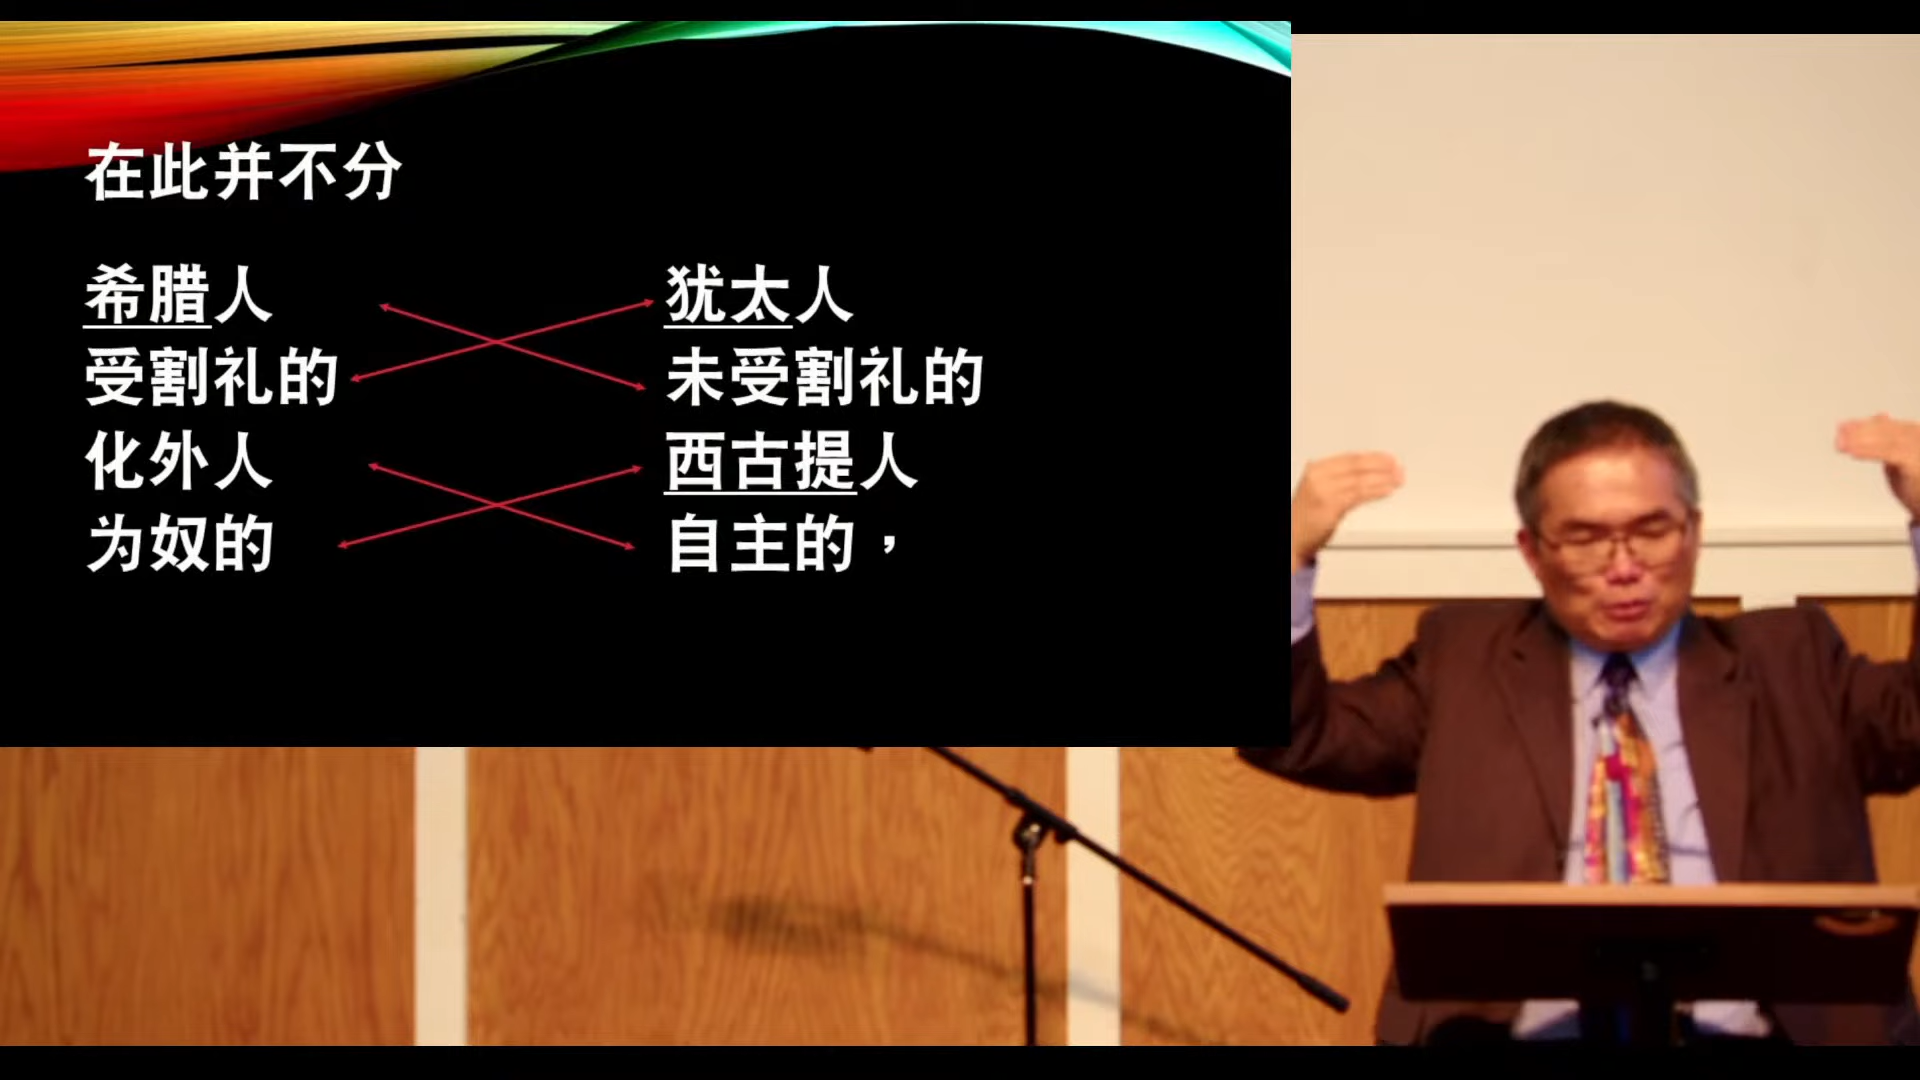 在此并不分
希腊人 犹太人
受割礼的 未受割礼的
化外人 西古提人
为奴的 自主的，